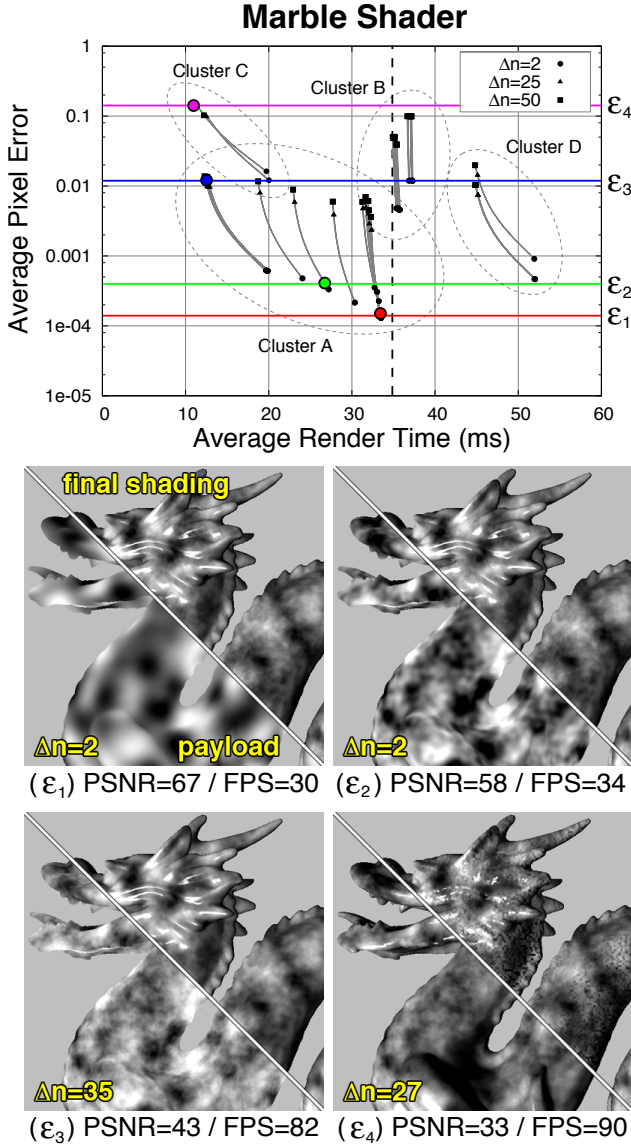 Marble Shader
Average Pixel Error
1
0.1
0.01
0.001
1e-04
1e-05
Cluster C
Cluster B
Δn=2
Δn=25
Δn=50
Cluster D
Cluster A
ε4
ε3
ε2
ε1
0 10 20 30 40 50 60
Average Render Time (ms)
final shading
Δn=2 payload
Δn=2
(ε1) PSNR=67 / FPS=30
(ε2) PSNR=58 / FPS=34
Δn=35
Δn=27
(ε3) PSNR=43 / FPS=82
(ε4) PSNR=33 / FPS=90